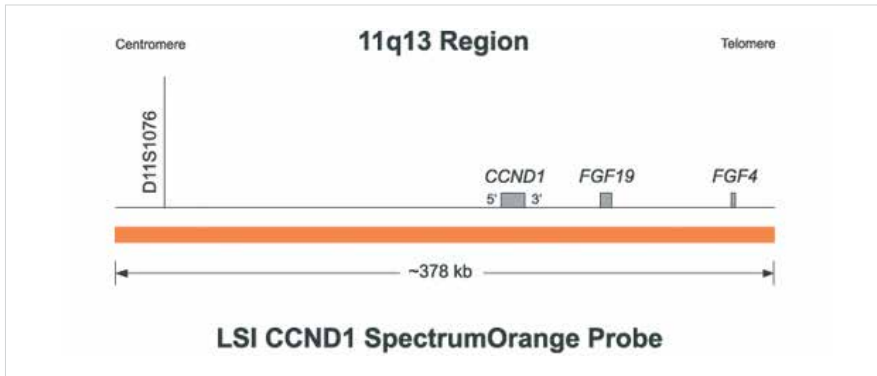 Centromere 11q13 Region Telomere
D11S1076
CCND1 FGF19 FGF4
5' 3'
~378 kb
LSI CCND1 SpectrumOrange Probe